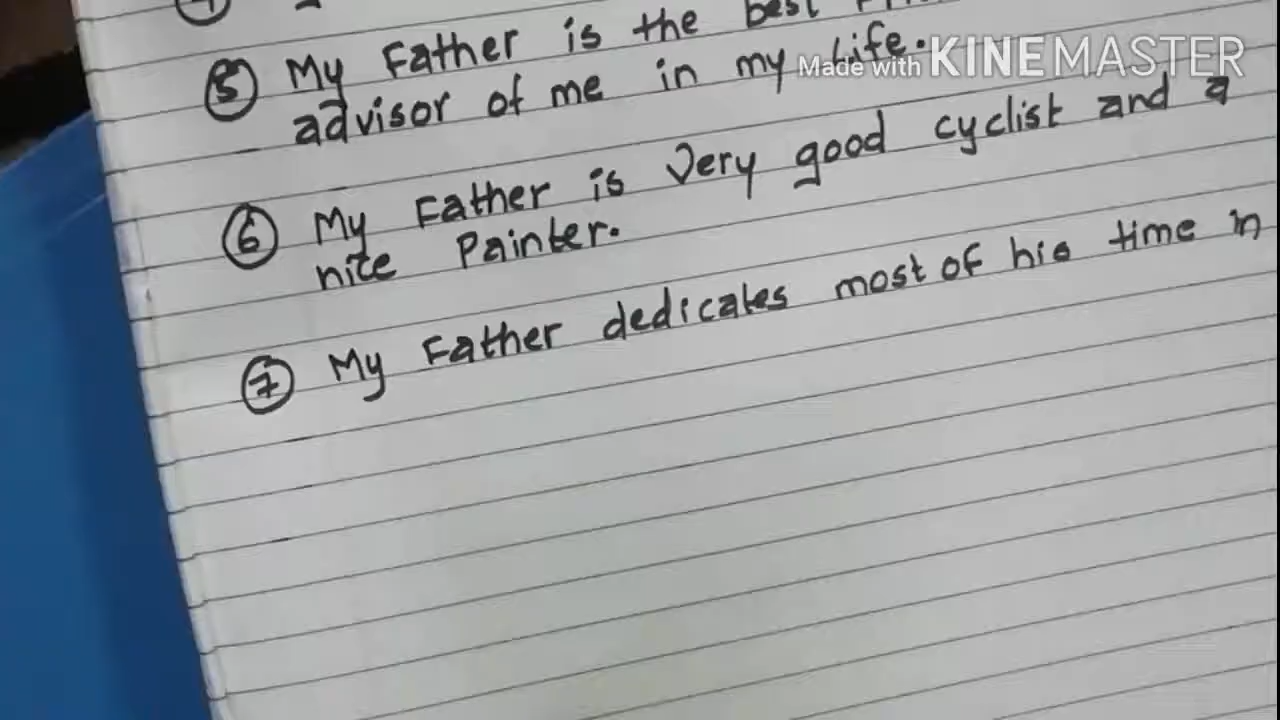 ⑤ My Father is the best
advisor of me in my Life.
Made with KINEMASTER
⑥ My Father is very good cyclist and a
nice Painter.
⑦ My Father dedicates most of his time in